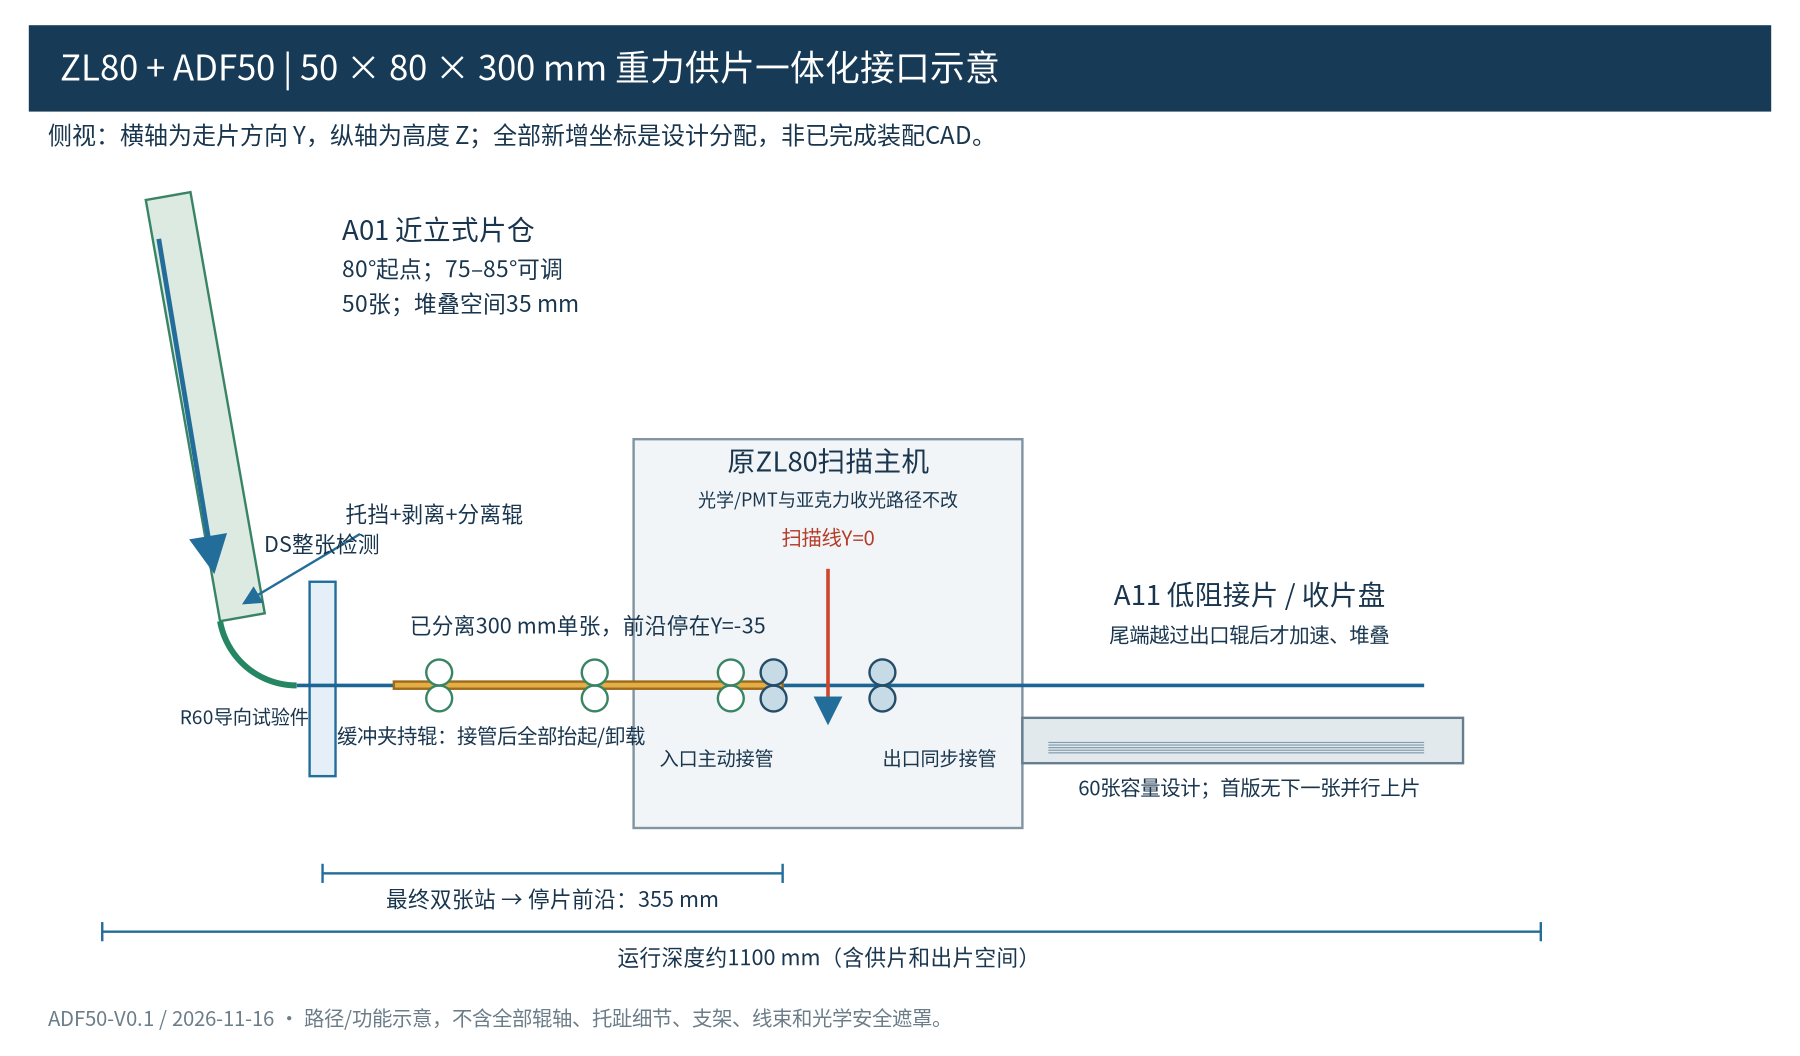 ZL80 + ADF50 | 50 × 80 × 300 mm 重力供片一体化接口示意
侧视：横轴为走片方向 Y，纵轴为高度 Z；全部新增坐标是设计分配，非已完成装配CAD。
A01 近立式片仓
80°起点；75–85°可调
50张；堆叠空间35 mm
原ZL80扫描主机
光学/PMT与亚克力收光路径不改
托挡+剥离+分离辊
扫描线Y=0
DS整张检测
A11 低阻接片 / 收片盘
已分离300 mm单张，前沿停在Y=-35
尾端越过出口辊后才加速、堆叠
R60导向试验件
缓冲夹持辊：接管后全部抬起/卸载
入口主动接管
出口同步接管
60张容量设计；首版无下一张并行上片
最终双张站 → 停片前沿：355 mm
运行深度约1100 mm（含供片和出片空间）
ADF50-V0.1 / 2026-11-16 · 路径/功能示意，不含全部辊轴、托趾细节、支架、线束和光学安全遮罩。